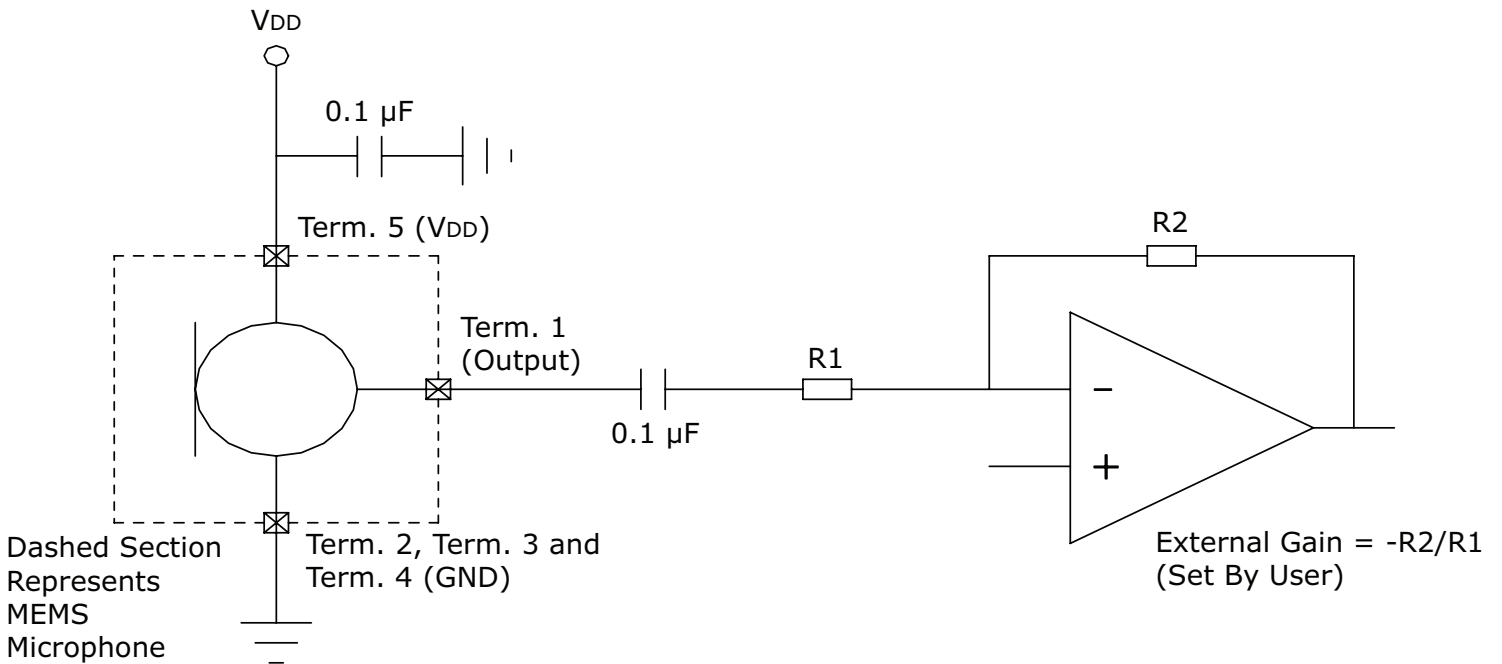 VDD
0.1 μF
Term. 5 (VDD)
Term. 1
(Output)
0.1 μF
R1
R2
−
+
Term. 2, Term. 3 and
Term. 4 (GND)
Dashed Section
Represents
MEMS
Microphone
External Gain = -R2/R1
(Set By User)